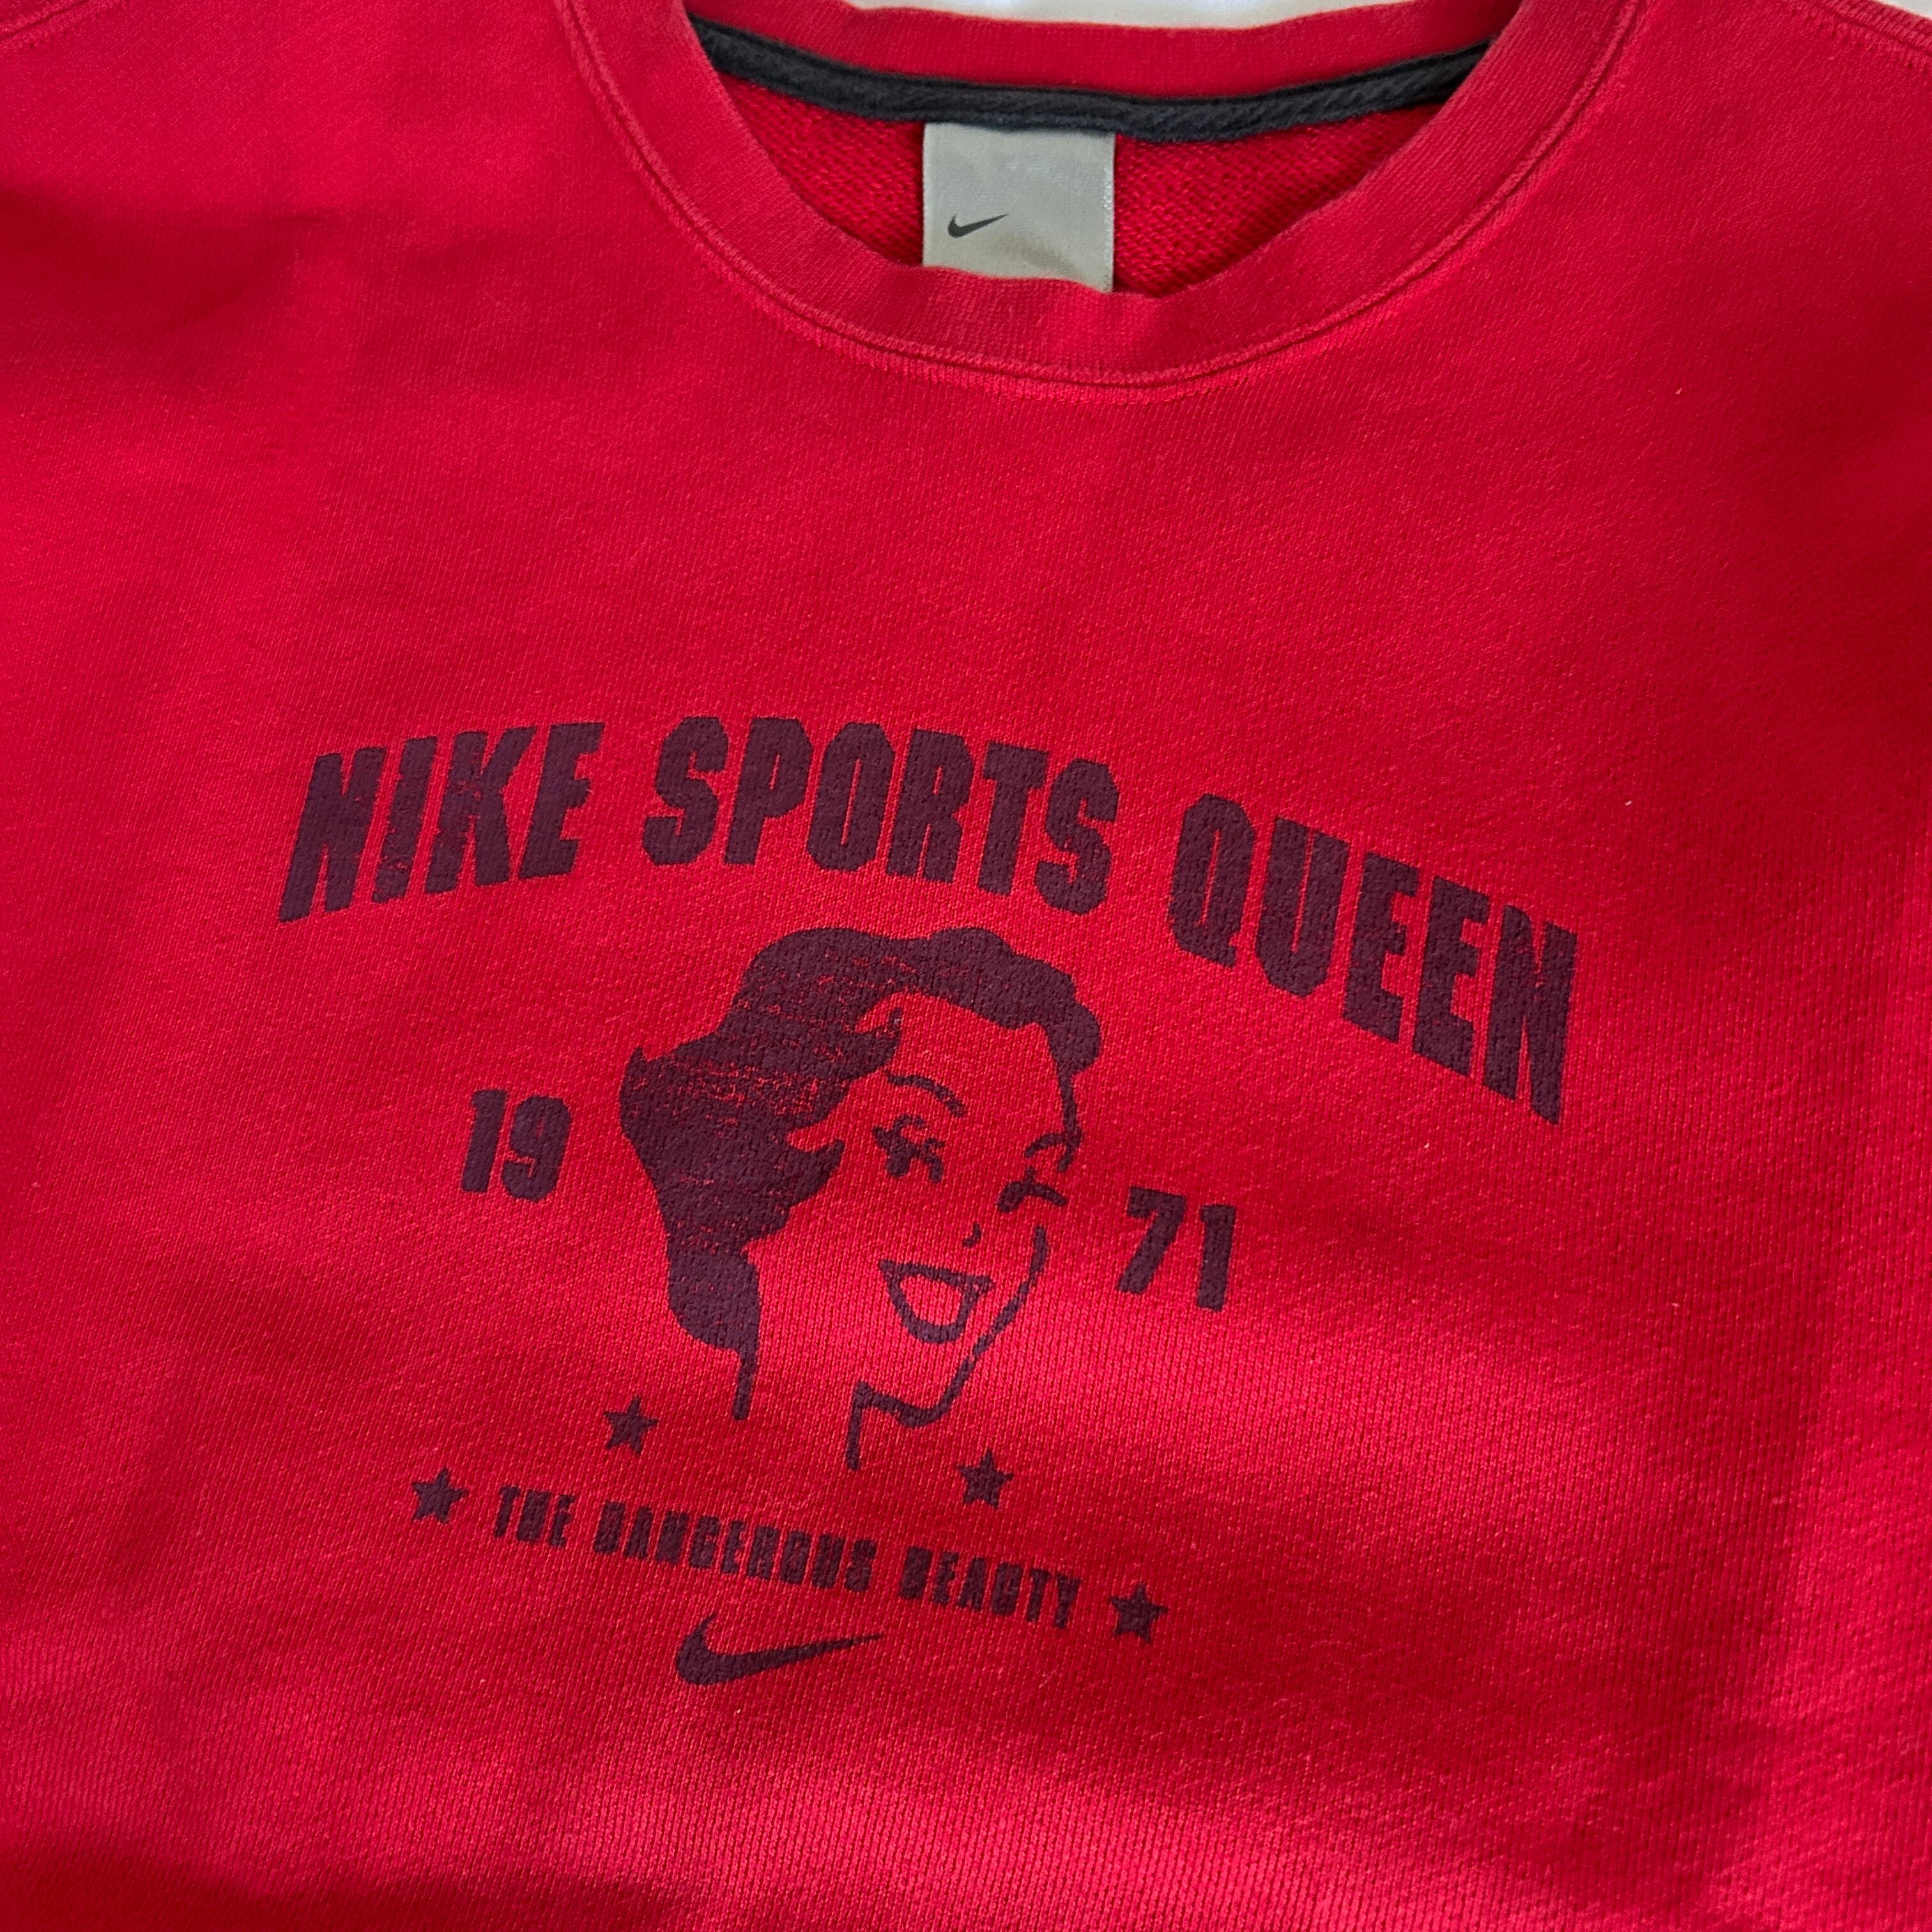 NIKE SPORTS QUEEN
19 71
THE DANGEROUS BEAUTY